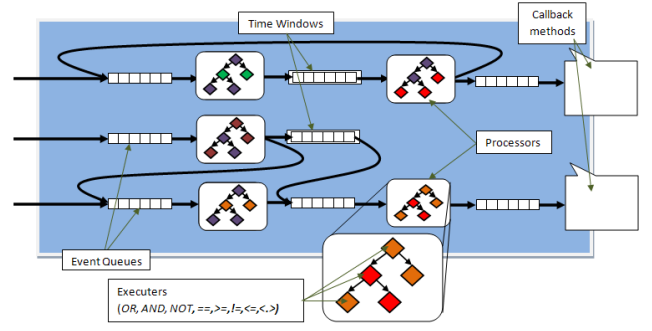 Time Windows
Callback
methods
Processors
Event Queues
Executers
(OR, AND, NOT, ==,>=,!=,<=,<.>)